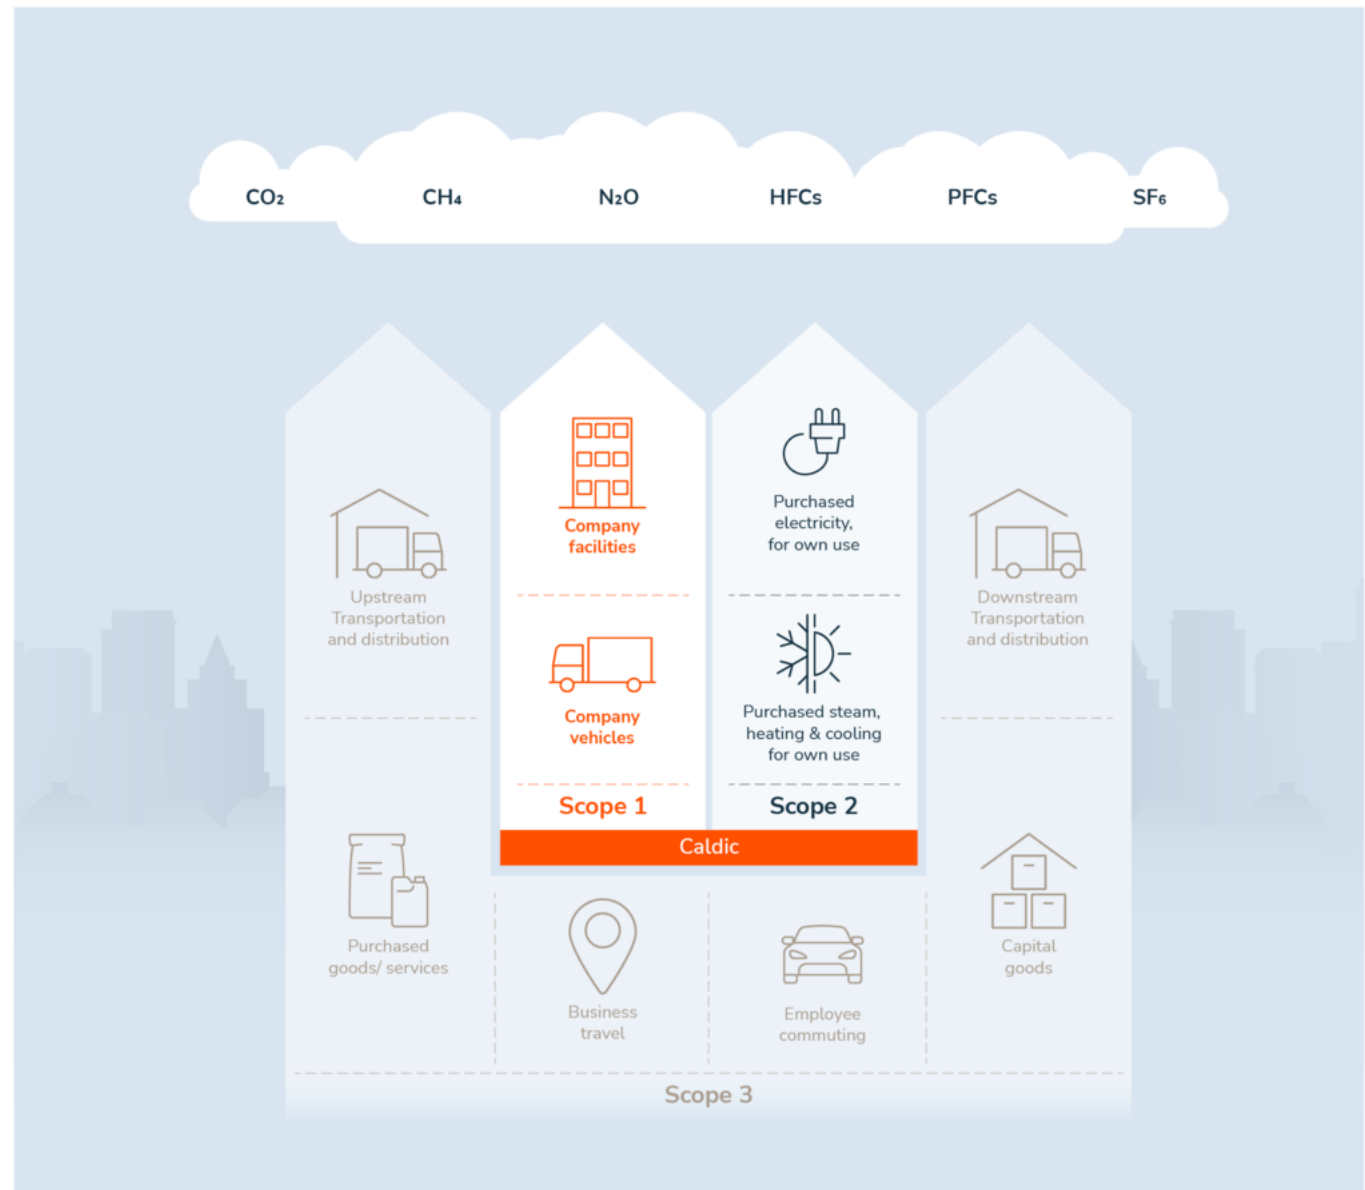 CO₂ CH₄ N₂O HFCs PFCs SF₆
Company
facilities
Company
vehicles
Scope 1
Purchased
electricity,
for own use
Purchased steam,
heating & cooling
for own use
Scope 2
Caldic
Upstream
Transportation
and distribution
Purchased
goods/ services
Business
travel
Employee
commuting
Downstream
Transportation
and distribution
Capital
goods
Scope 3